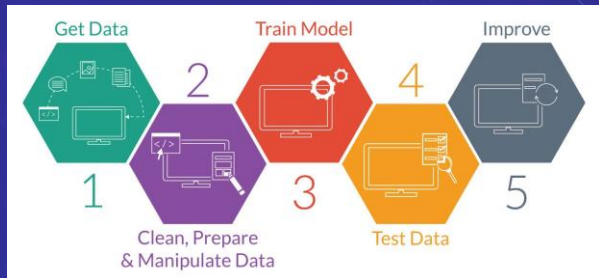 Get Data
1
2
Clean, Prepare
& Manipulate Data
Train Model
3
4
Test Data
Improve
5